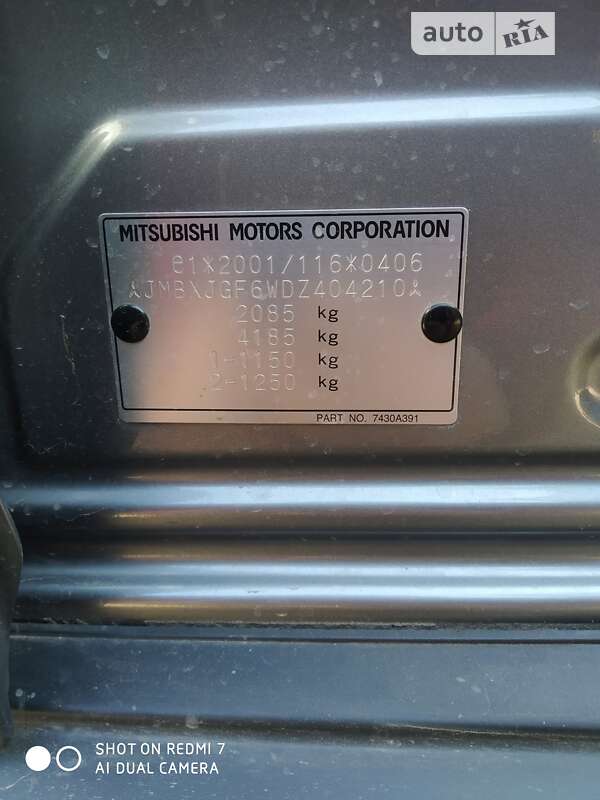 auto RIA
MITSUBISHI MOTORS CORPORATION
e1*2001/116*0406
*JMBXJGF6WDZ404210*
2085 kg
4185 kg
1-1150 kg
2-1250 kg
PART NO. 7430A391
SHOT ON REDMI 7
AI DUAL CAMERA